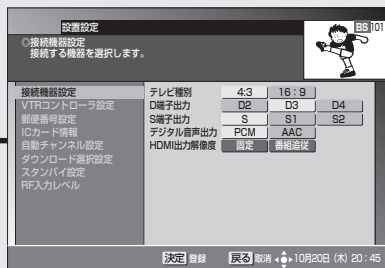 設置設定
BS 101
◎接続機器設定
接続する機器を選択します。
接続機器設定
VTRコントローラ設定
郵便番号設定
ICカード情報
自動チャンネル設定
ダウンロード選択設定
スタンバイ設定
RF入力レベル
テレビ種別 4:3 16:9
D端子出力 D2 D3 D4
S端子出力 S S1 S2
デジタル音声出力 PCM AAC
HDMI出力解像度 固定 番組追従
決定 登録 戻る 取消 10月20日(木) 20:45